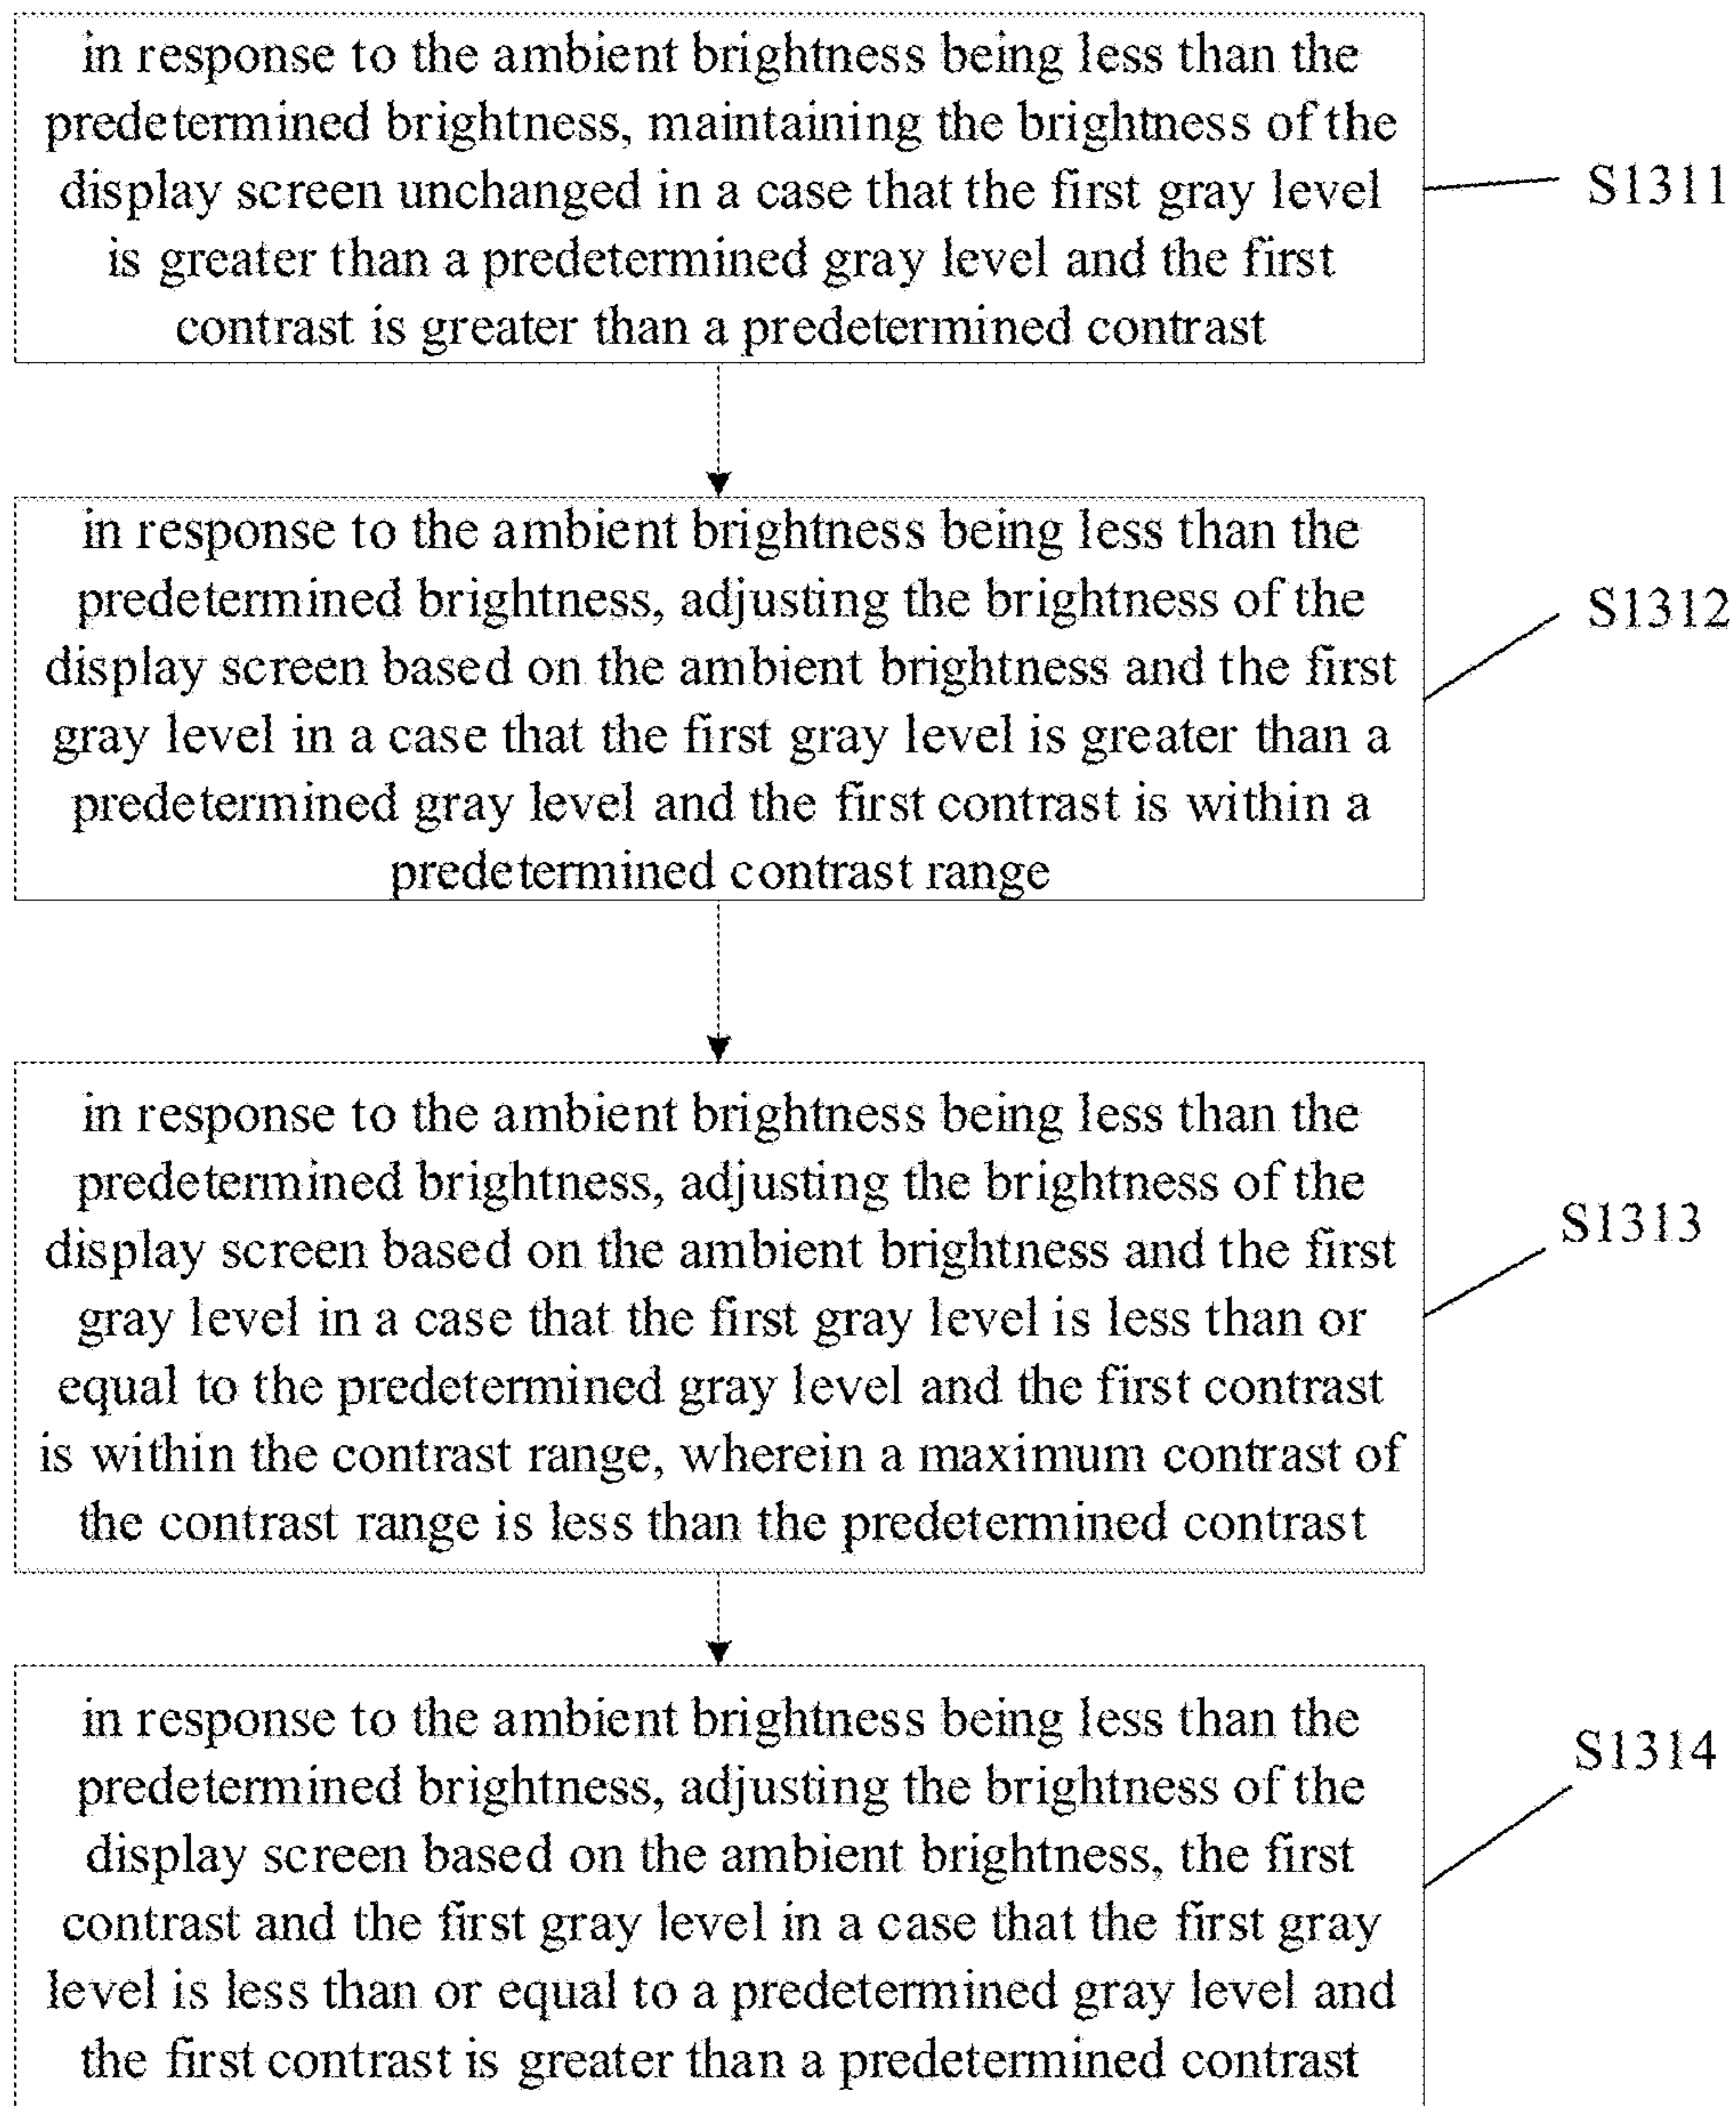 in response to the ambient brightness being less than the
predetermined brightness, maintaining the brightness of the
display screen unchanged in a case that the first gray level
is greater than a predetermined gray level and the first
contrast is greater than a predetermined contrast
S1311
in response to the ambient brightness being less than the
predetermined brightness, adjusting the brightness of the
display screen based on the ambient brightness and the first
gray level in a case that the first gray level is greater than a
predetermined gray level and the first contrast is within a
predetermined contrast range
S1312
in response to the ambient brightness being less than the
predetermined brightness, adjusting the brightness of the
display screen based on the ambient brightness and the first
gray level in a case that the first gray level is less than or
equal to the predetermined gray level and the first contrast
is within the contrast range, wherein a maximum contrast of
the contrast range is less than the predetermined contrast
S1313
in response to the ambient brightness being less than the
predetermined brightness, adjusting the brightness of the
display screen based on the ambient brightness, the first
contrast and the first gray level in a case that the first gray
level is less than or equal to a predetermined gray level and
the first contrast is greater than a predetermined contrast
S1314